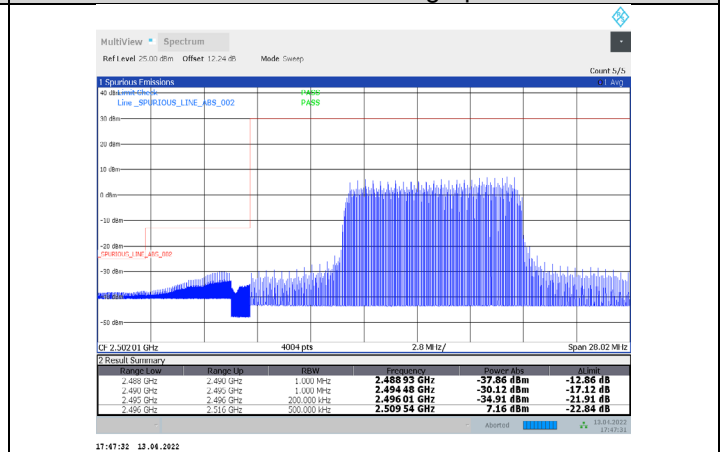 MultiView Spectrum
Ref Level 25.00 dBm Offset 12.24 dB Mode Sweep
Count 5/5
1 Spurious Emissions 1 Avg
40 dBm Limit Check PASS
Line _SPURIOUS_LINE_ABS_002 PASS
30 dBm
20 dBm
10 dBm
0 dBm
-10 dBm
-20 dBm
_SPURIOUS_LINE_ABS_002
-30 dBm
-50 dBm
CF 2.50201 GHz 4004 pts 2.8 MHz/ Span 28.02 MHz
2 Result Summary
Range Low Range Up RBW Frequency Power Abs ΔLimit
2.488 GHz 2.490 GHz 1.000 MHz 2.488 93 GHz -37.86 dBm -12.86 dB
2.490 GHz 2.495 GHz 1.000 MHz 2.494 48 GHz -30.12 dBm -17.12 dB
2.495 GHz 2.496 GHz 200.000 kHz 2.496 01 GHz -34.91 dBm -21.91 dB
2.496 GHz 2.516 GHz 500.000 kHz 2.509 54 GHz 7.16 dBm -22.84 dB
Aborted 13.04.2022
17:47:31
17:47:32 13.04.2022